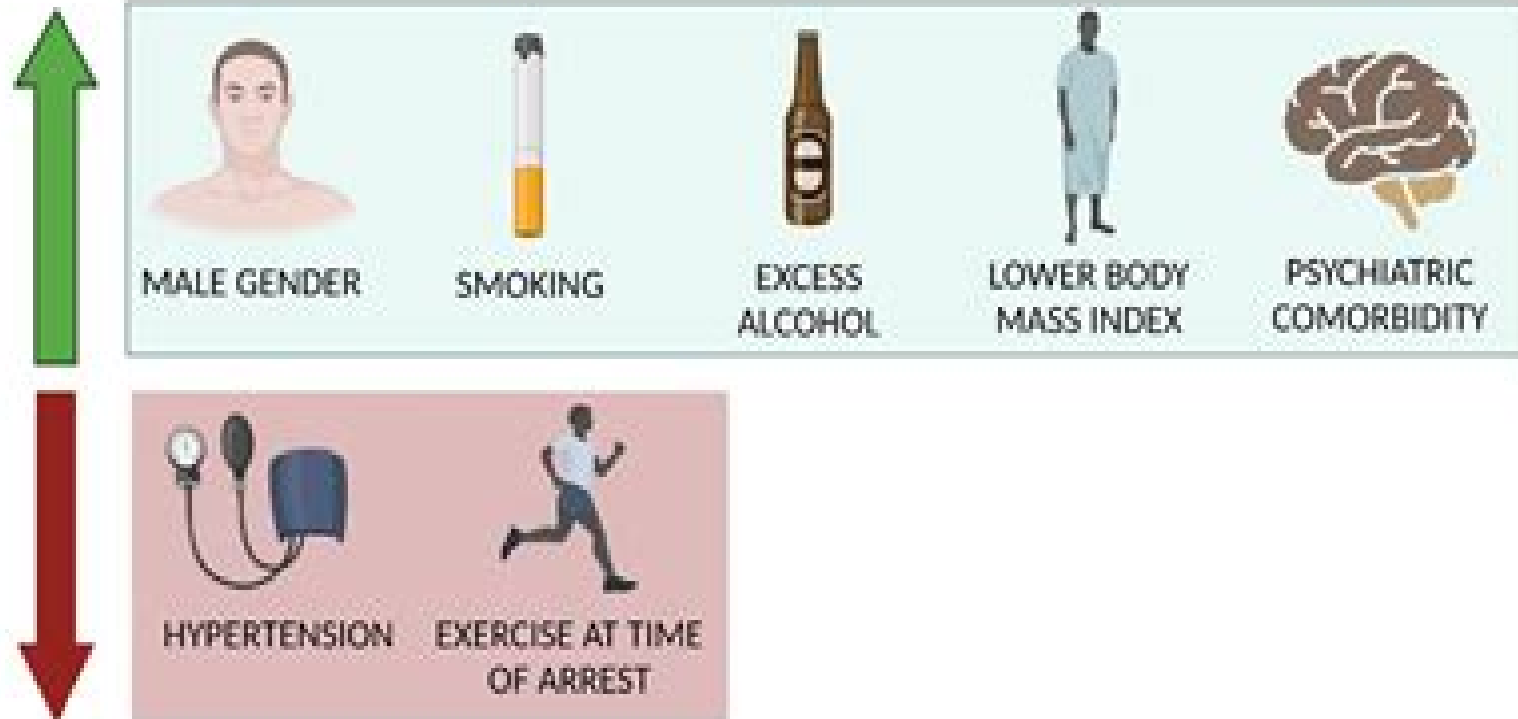 MALE GENDER
SMOKING
EXCESS
ALCOHOL
LOWER BODY
MASS INDEX
PSYCHIATRIC
COMORBIDITY
HYPERTENSION
EXERCISE AT TIME
OF ARREST